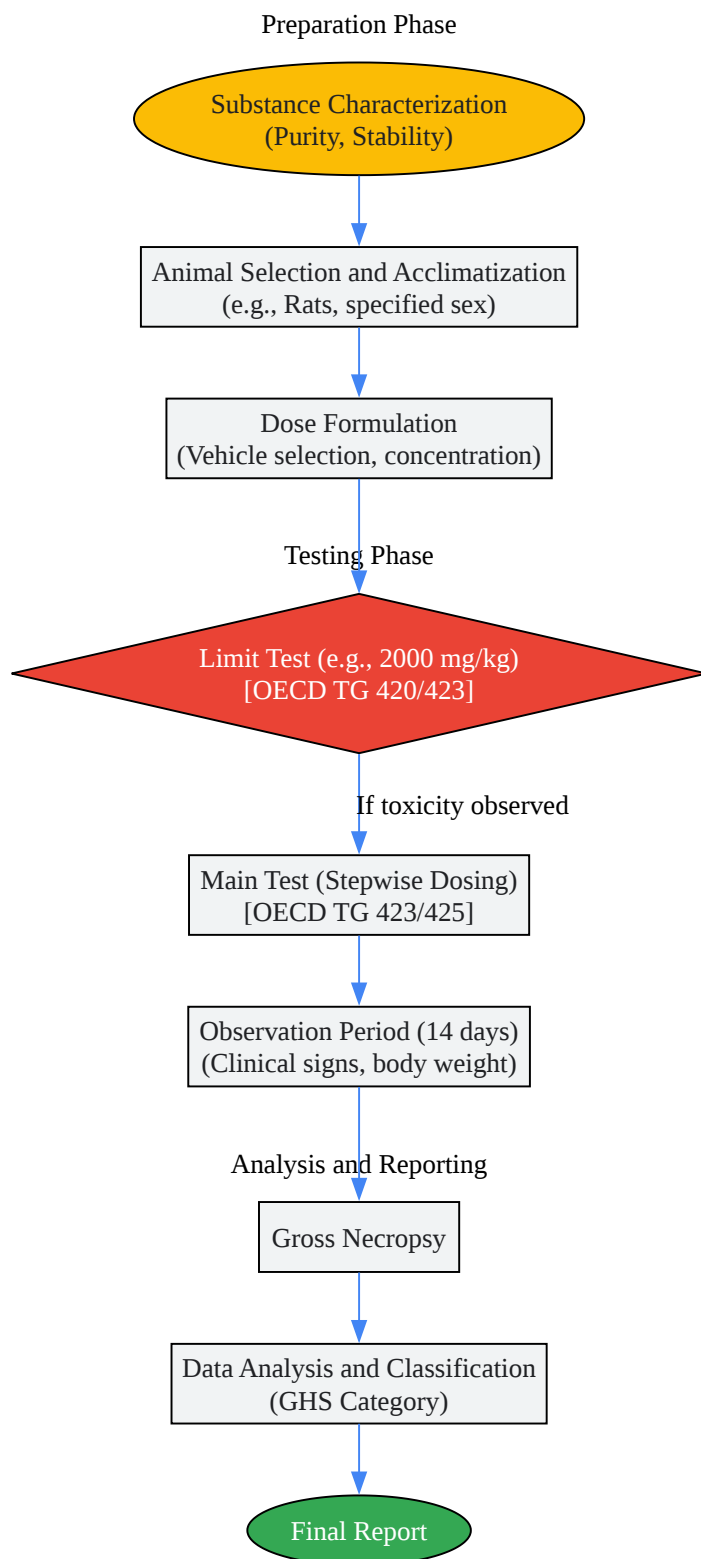 Preparation Phase
Substance Characterization
(Purity, Stability)
Animal Selection and Acclimatization
(e.g., Rats, specified sex)
Dose Formulation
(Vehicle selection, concentration)
Testing Phase
Limit Test (e.g., 2000 mg/kg)
[OECD TG 420/423]
If toxicity observed
Main Test (Stepwise Dosing)
[OECD TG 423/425]
Observation Period (14 days)
(Clinical signs, body weight)
Analysis and Reporting
Gross Necropsy
Data Analysis and Classification
(GHS Category)
Final Report